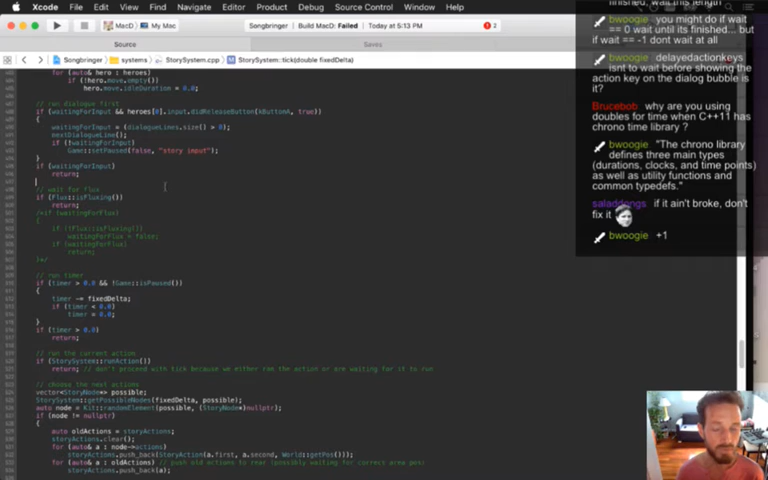 Xcode File Edit View Find Navigate Editor Product Debug Source Control Window Help
MacD My Mac
Songbringer Build MacD: Failed Today at 5:13 PM
2
Source
Saves
Songbringer systems StorySystem.cpp StorySystem::tick(double fixedDelta)
for (auto& hero : heroes)
if (!hero.move.empty())
hero.move.idleDuration = 0.0;
// run dialogue first
if (waitingForInput && heroes[0].input.didReleaseButton(kButtonA, true))
{
waitingForInput = (dialogueLines.size() > 0);
nextDialogueLine();
if (!waitingForInput)
Game::setPaused(false, "story input");
}
if (waitingForInput)
return;
// wait for flux
if (Flux::isFluxing())
return;
/*if (waitingForFlux)
{
if (!Flux::isFluxing())
waitingForFlux = false;
if (waitingForFlux)
return;
}*/
// run timer
if (timer > 0.0 && !Game::isPaused())
{
timer -= fixedDelta;
if (timer < 0.0)
timer = 0.0;
}
if (timer > 0.0)
return;
// run the current action
if (StorySystem::runAction())
return; // don't proceed with tick because we either ran the action or are waiting for it to run
// choose the next actions
vector<StoryNode*> possible;
StorySystem::getPossibleNodes(fixedDelta, possible);
auto node = Kit::randomElement(possible, (StoryNode*)nullptr);
if (node != nullptr)
{
auto oldActions = storyActions;
storyActions.clear();
for (auto& a : node->actions)
storyActions.push_back(StoryAction(a.first, a.second, World::getPos()));
for (auto& a : oldActions) // push old actions to rear (possibly waiting for correct area pos)
storyActions.push_back(a);
finished, wait this length
bwoogie you might do if wait
== 0 wait until its finished... but
if wait == -1 dont wait at all
bwoogie delayedactionkeys
isnt to wait before showing the
action key on the dialog bubble is
it?
Brucebob why are you using
doubles for time when C++11 has
chrono time library ?
bwoogie "The chrono library
defines three main types
(durations, clocks, and time points)
as well as utility functions and
common typedefs."
if it ain't broke, don't
fix it
bwoogie +1